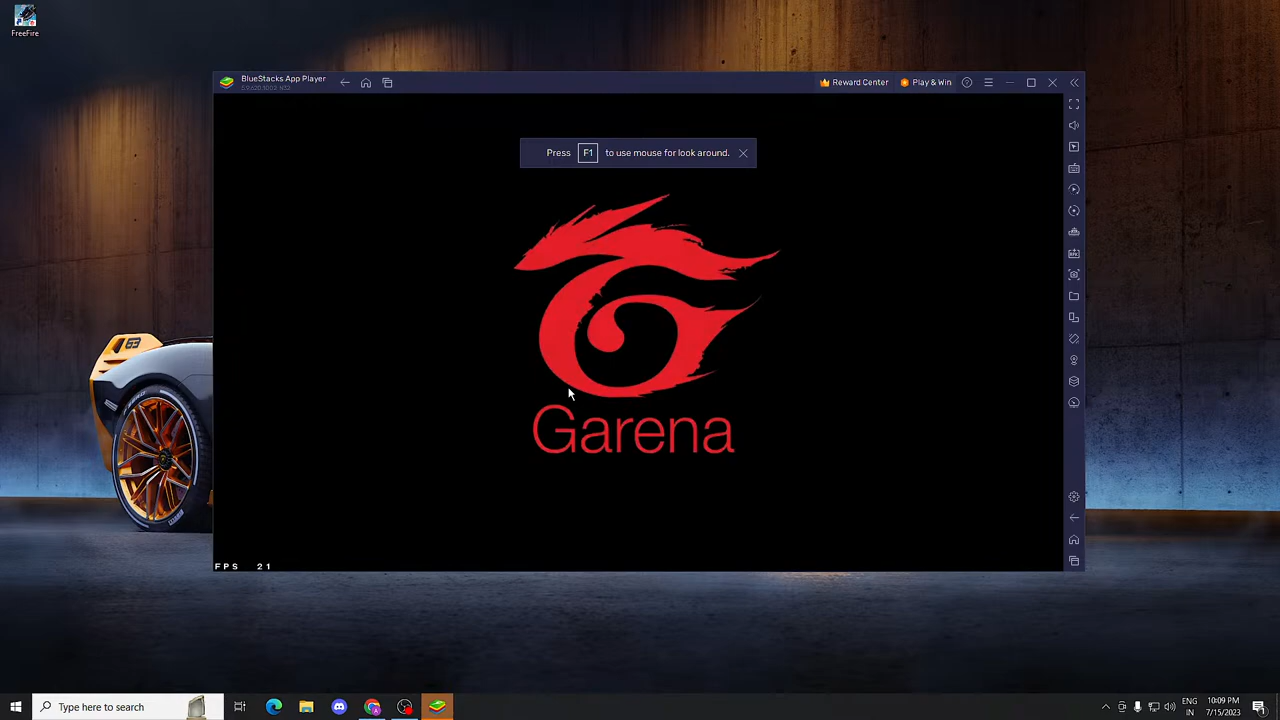 FreeFire
BlueStacks App Player
Reward Center
Play & Win
Press F1 to use mouse for look around.
Garena
FPS 21
Type here to search
ENG
IN
10:09 PM
7/15/2023